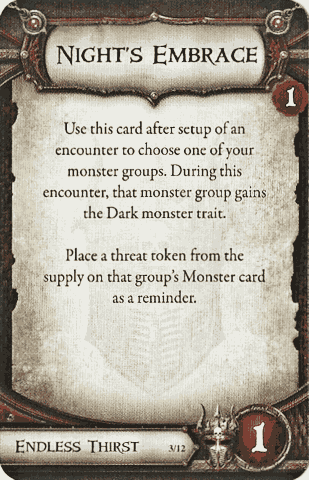 NIGHT'S EMBRACE
1
Use this card after setup of an
encounter to choose one of your
monster groups. During this
encounter, that monster group gains
the Dark monster trait.
Place a threat token from the
supply on that group's Monster card
as a reminder.
ENDLESS THIRST 3/12
1